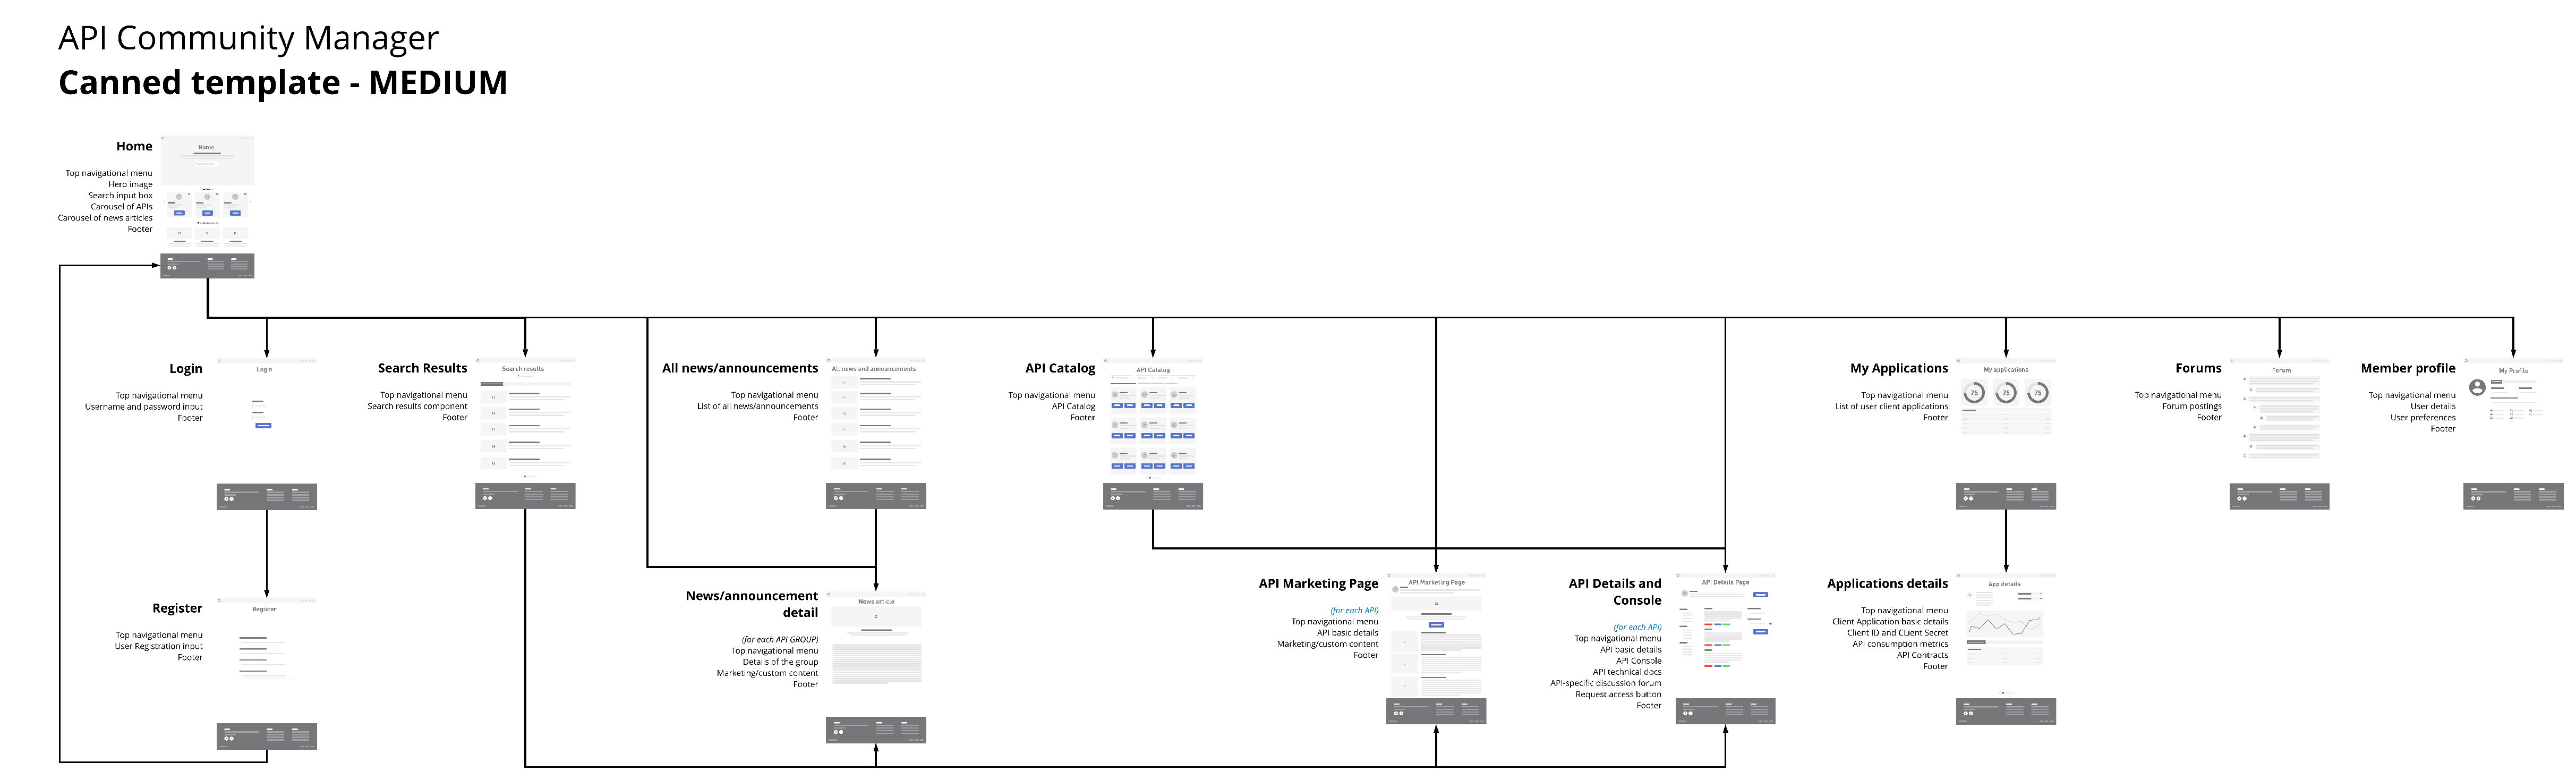 API Community Manager
Canned template - MEDIUM
Home
Top navigational menu
Hero image
Search input box
Carousel of APIs
Carousel of news articles
Footer
Home
Login
Top navigational menu
Username and password input
Footer
Login
Search Results
Top navigational menu
Search results component
Footer
Search results
All news/announcements
Top navigational menu
List of all news/announcements
Footer
All news and announcements
API Catalog
Top navigational menu
API Catalog
Footer
API Catalog
My Applications
Top navigational menu
List of user client applications
Footer
My applications
75
75
75
Forums
Top navigational menu
Forum postings
Footer
Forum
Member profile
Top navigational menu
User details
User preferences
Footer
My Profile
Register
Top navigational menu
User Registration input
Footer
Register
News/announcement
detail
(for each API GROUP)
Top navigational menu
Details of the group
Marketing/custom content
Footer
News article
API Marketing Page
(for each API)
Top navigational menu
API basic details
Marketing/custom content
Footer
API Marketing Page
API Details and
Console
(for each API)
Top navigational menu
API basic details
API Console
API technical docs
API-specific discussion forum
Request access button
Footer
API Details Page
Applications details
Top navigational menu
Client Application basic details
Client ID and CLient Secret
API consumption metrics
API Contracts
Footer
App details